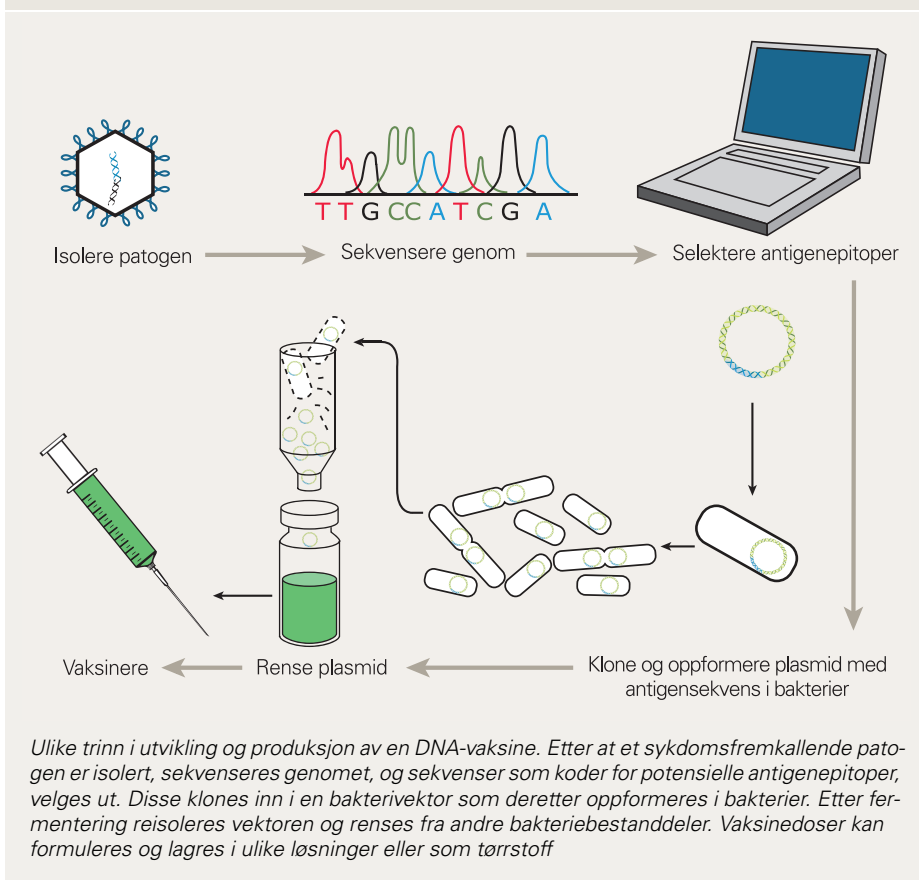 T T G C C A T C G A
Isolere patogen
Sekvensere genom
Selektere antigenepitoper
Vaksinere
Rense plasmid
Klone og oppformere plasmid med
antigensekvens i bakterier
Ulike trinn i utvikling og produksjon av en DNA-vaksine. Etter at et sykdomsfremkallende pato-
gen er isolert, sekvenseres genomet, og sekvenser som koder for potensielle antigenepitoper,
velges ut. Disse klones inn i en bakterivektor som deretter oppformeres i bakterier. Etter fer-
mentering reisoleres vektoren og renses fra andre bakteriebestanddeler. Vaksinedoser kan
formuleres og lagres i ulike løsninger eller som tørrstoff